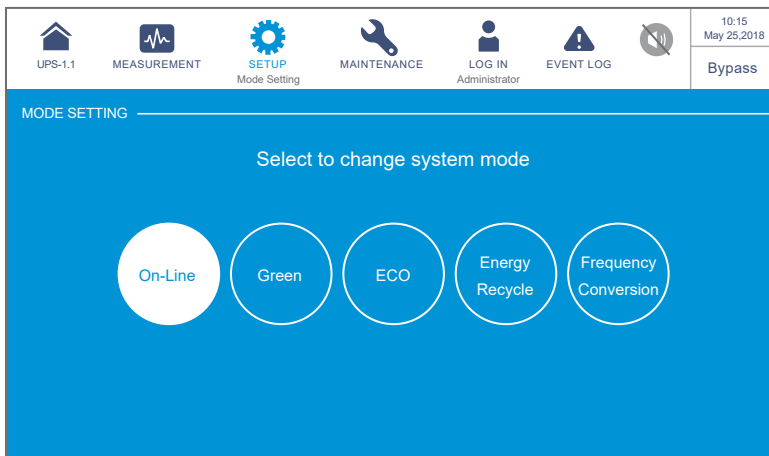 10:15
May 25,2018
UPS-1.1
MEASUREMENT
SETUP
MAINTENANCE
LOG IN
EVENT LOG
Mode Setting
Administrator
Bypass
MODE SETTING
Select to change system mode
On-Line
Green
ECO
Energy
Recycle
Frequency
Conversion